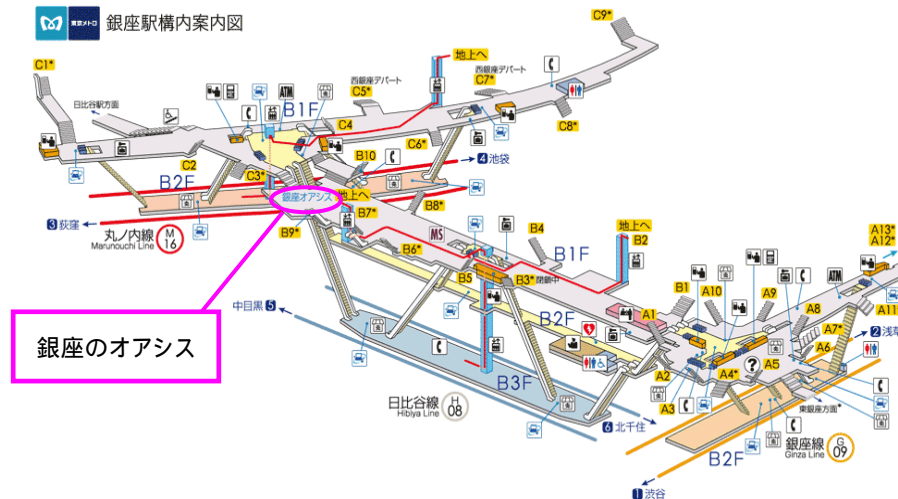 東京メトロ 銀座駅構内案内図
C9*
地上へ
C1*
西銀座デパート
C5*
西銀座デパート
C7*
日比谷駅方面
ATM
B1F
C4
C8*
C2
C6*
C3*
B10
4 池袋
B2F
銀座オアシス
地上へ
B8*
3 荻窪
B7*
丸ノ内線 M 16
Marunouchi Line
B9*
MS
B4
地上へ
B2
B6*
B1F
A13*
A12*
B5
B3* 閉鎖中
B1
A10
A9
ATM
中目黒 5
B2F
A1
A8
A11*
A7*
2 浅草
A6
銀座のオアシス
B3F
A2
A4*
?
A5
A3
日比谷線 H 08
Hibiya Line
東銀座方面*
6 北千住
銀座線 G 09
Ginza Line
B2F
1 渋谷